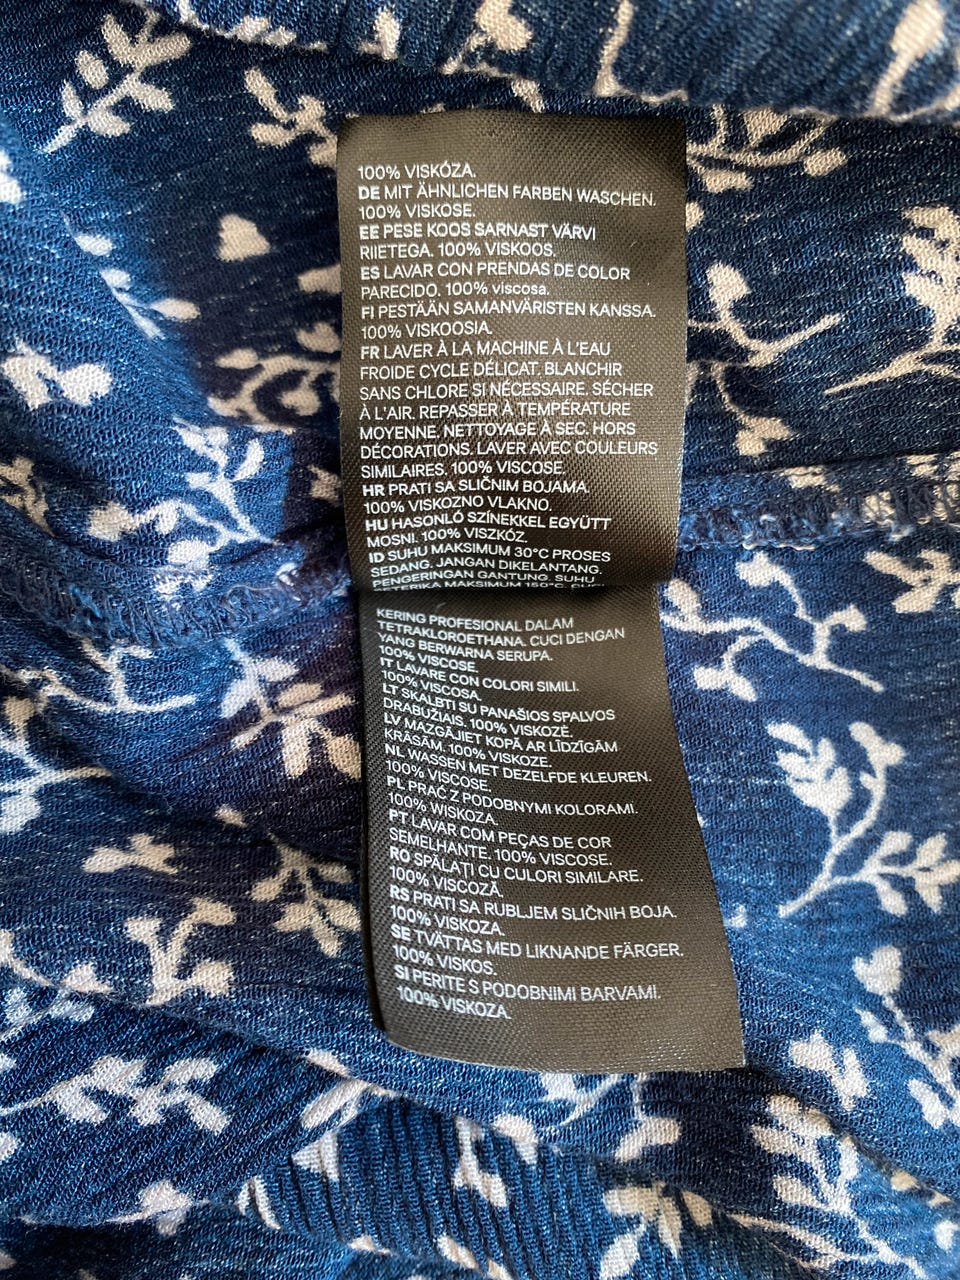 100% VISKÓZA.
DE MIT ÄHNLICHEN FARBEN WASCHEN.
100% VISKOSE.
EE PESE KOOS SARNAST VÄRVI
RIIETEGA. 100% VISKOOS.
ES LAVAR CON PRENDAS DE COLOR
PARECIDO. 100% viscosa.
FI PESTÄÄN SAMANVÄRISTEN KANSSA.
100% VISKOOSIA.
FR LAVER À LA MACHINE À L'EAU
FROIDE CYCLE DÉLICAT. BLANCHIR
SANS CHLORE SI NÉCESSAIRE. SÉCHER
À L'AIR. REPASSER À TEMPÉRATURE
MOYENNE. NETTOYAGE À SEC. HORS
DÉCORATIONS. LAVER AVEC COULEURS
SIMILAIRES. 100% VISCOSE.
HR PRATI SA SLIČNIM BOJAMA.
100% VISKOZNO VLAKNO.
HU HASONLÓ SZÍNEKKEL EGYÜTT
MOSNI. 100% VISZKÓZ.
ID SUHU MAKSIMUM 30°C PROSES
SEDANG. JANGAN DIKELANTANG.
PENGERINGAN GANTUNG. SUHU
SETERIKA MAKSIMUM 150°C.
KERING PROFESIONAL DALAM
TETRAKLOROETHANA. CUCI DENGAN
YANG BERWARNA SERUPA.
100% VISCOSE.
IT LAVARE CON COLORI SIMILI.
100% VISCOSA.
LT SKALBTI SU PANAŠIOS SPALVOS
DRABUŽIAIS. 100% VISKOZĖ.
LV MAZGĀJIET KOPĀ AR LĪDZĪGĀM
KRĀSĀM. 100% VISKOZE.
NL WASSEN MET DEZELFDE KLEUREN.
100% VISCOSE.
PL PRAĆ Z PODOBNYMI KOLORAMI.
100% WISKOZA.
PT LAVAR COM PEÇAS DE COR
SEMELHANTE. 100% VISCOSE.
RO SPĂLAȚI CU CULORI SIMILARE.
100% VISCOZĂ.
RS PRATI SA RUBLJEM SLIČNIH BOJA.
100% VISKOZA.
SE TVÄTTAS MED LIKNANDE FÄRGER.
100% VISKOS.
SI PERITE S PODOBNIMI BARVAMI.
100% VISKOZA.